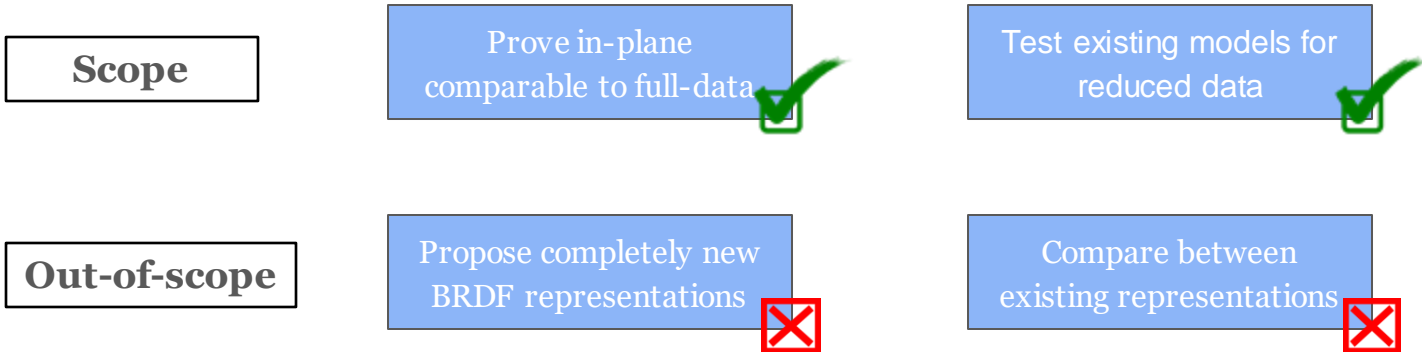 Scope
Prove in-plane
comparable to full-data
Test existing models for
reduced data
Out-of-scope
Propose completely new
BRDF representations
Compare between
existing representations